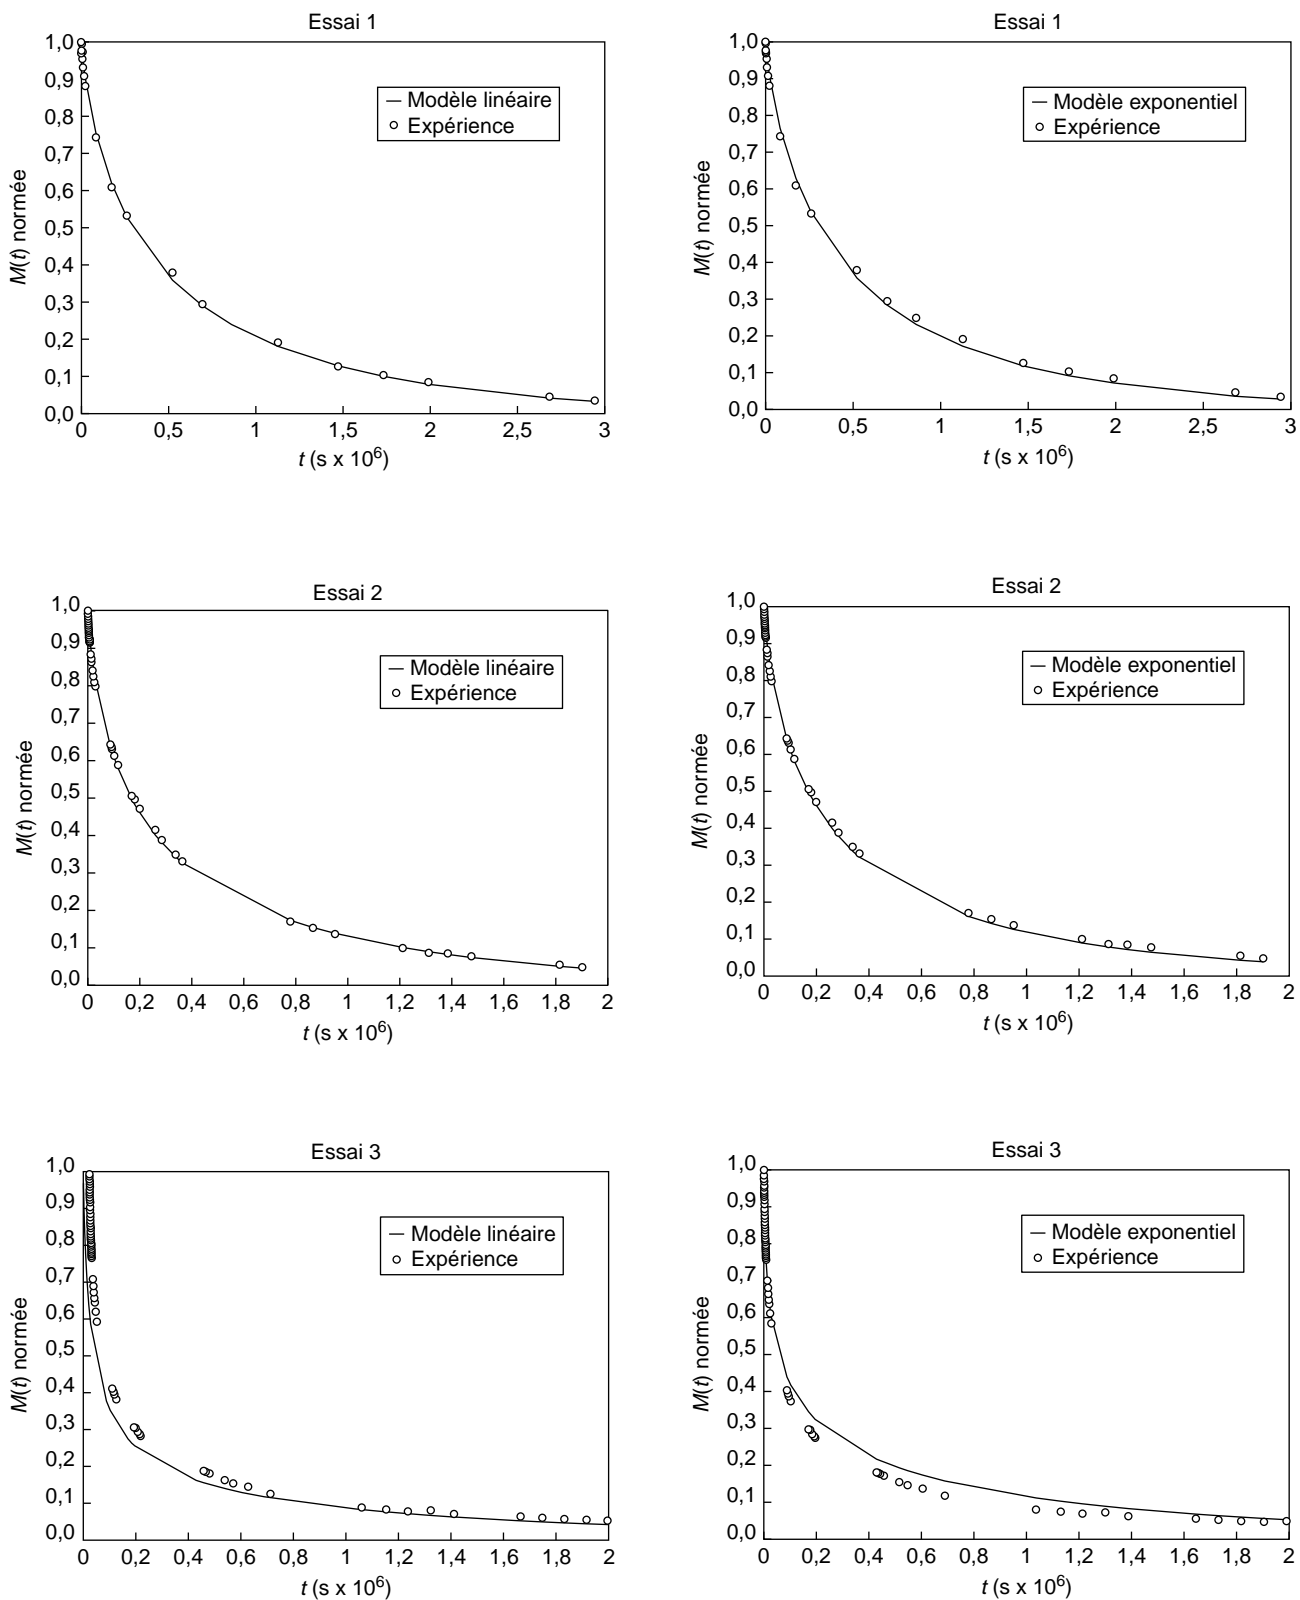 Essai 1
1,0
0,9
0,8
0,7
0,6
0,5
0,4
0,3
0,2
0,1
0,0
M(t) normée
— Modèle linéaire
○ Expérience
0 0,5 1 1,5 2 2,5 3
t (s x 10⁶)
Essai 1
1,0
0,9
0,8
0,7
0,6
0,5
0,4
0,3
0,2
0,1
0,0
M(t) normée
— Modèle exponentiel
○ Expérience
0 0,5 1 1,5 2 2,5 3
t (s x 10⁶)
Essai 2
1,0
0,9
0,8
0,7
0,6
0,5
0,4
0,3
0,2
0,1
0,0
M(t) normée
— Modèle linéaire
○ Expérience
0 0,2 0,4 0,6 0,8 1 1,2 1,4 1,6 1,8 2
t (s x 10⁶)
Essai 2
1,0
0,9
0,8
0,7
0,6
0,5
0,4
0,3
0,2
0,1
0,0
M(t) normée
— Modèle exponentiel
○ Expérience
0 0,2 0,4 0,6 0,8 1 1,2 1,4 1,6 1,8 2
t (s x 10⁶)
Essai 3
1,0
0,9
0,8
0,7
0,6
0,5
0,4
0,3
0,2
0,1
0,0
M(t) normée
— Modèle linéaire
○ Expérience
0 0,2 0,4 0,6 0,8 1 1,2 1,4 1,6 1,8 2
t (s x 10⁶)
Essai 3
1,0
0,9
0,8
0,7
0,6
0,5
0,4
0,3
0,2
0,1
0,0
M(t) normée
— Modèle exponentiel
○ Expérience
0 0,2 0,4 0,6 0,8 1 1,2 1,4 1,6 1,8 2
t (s x 10⁶)